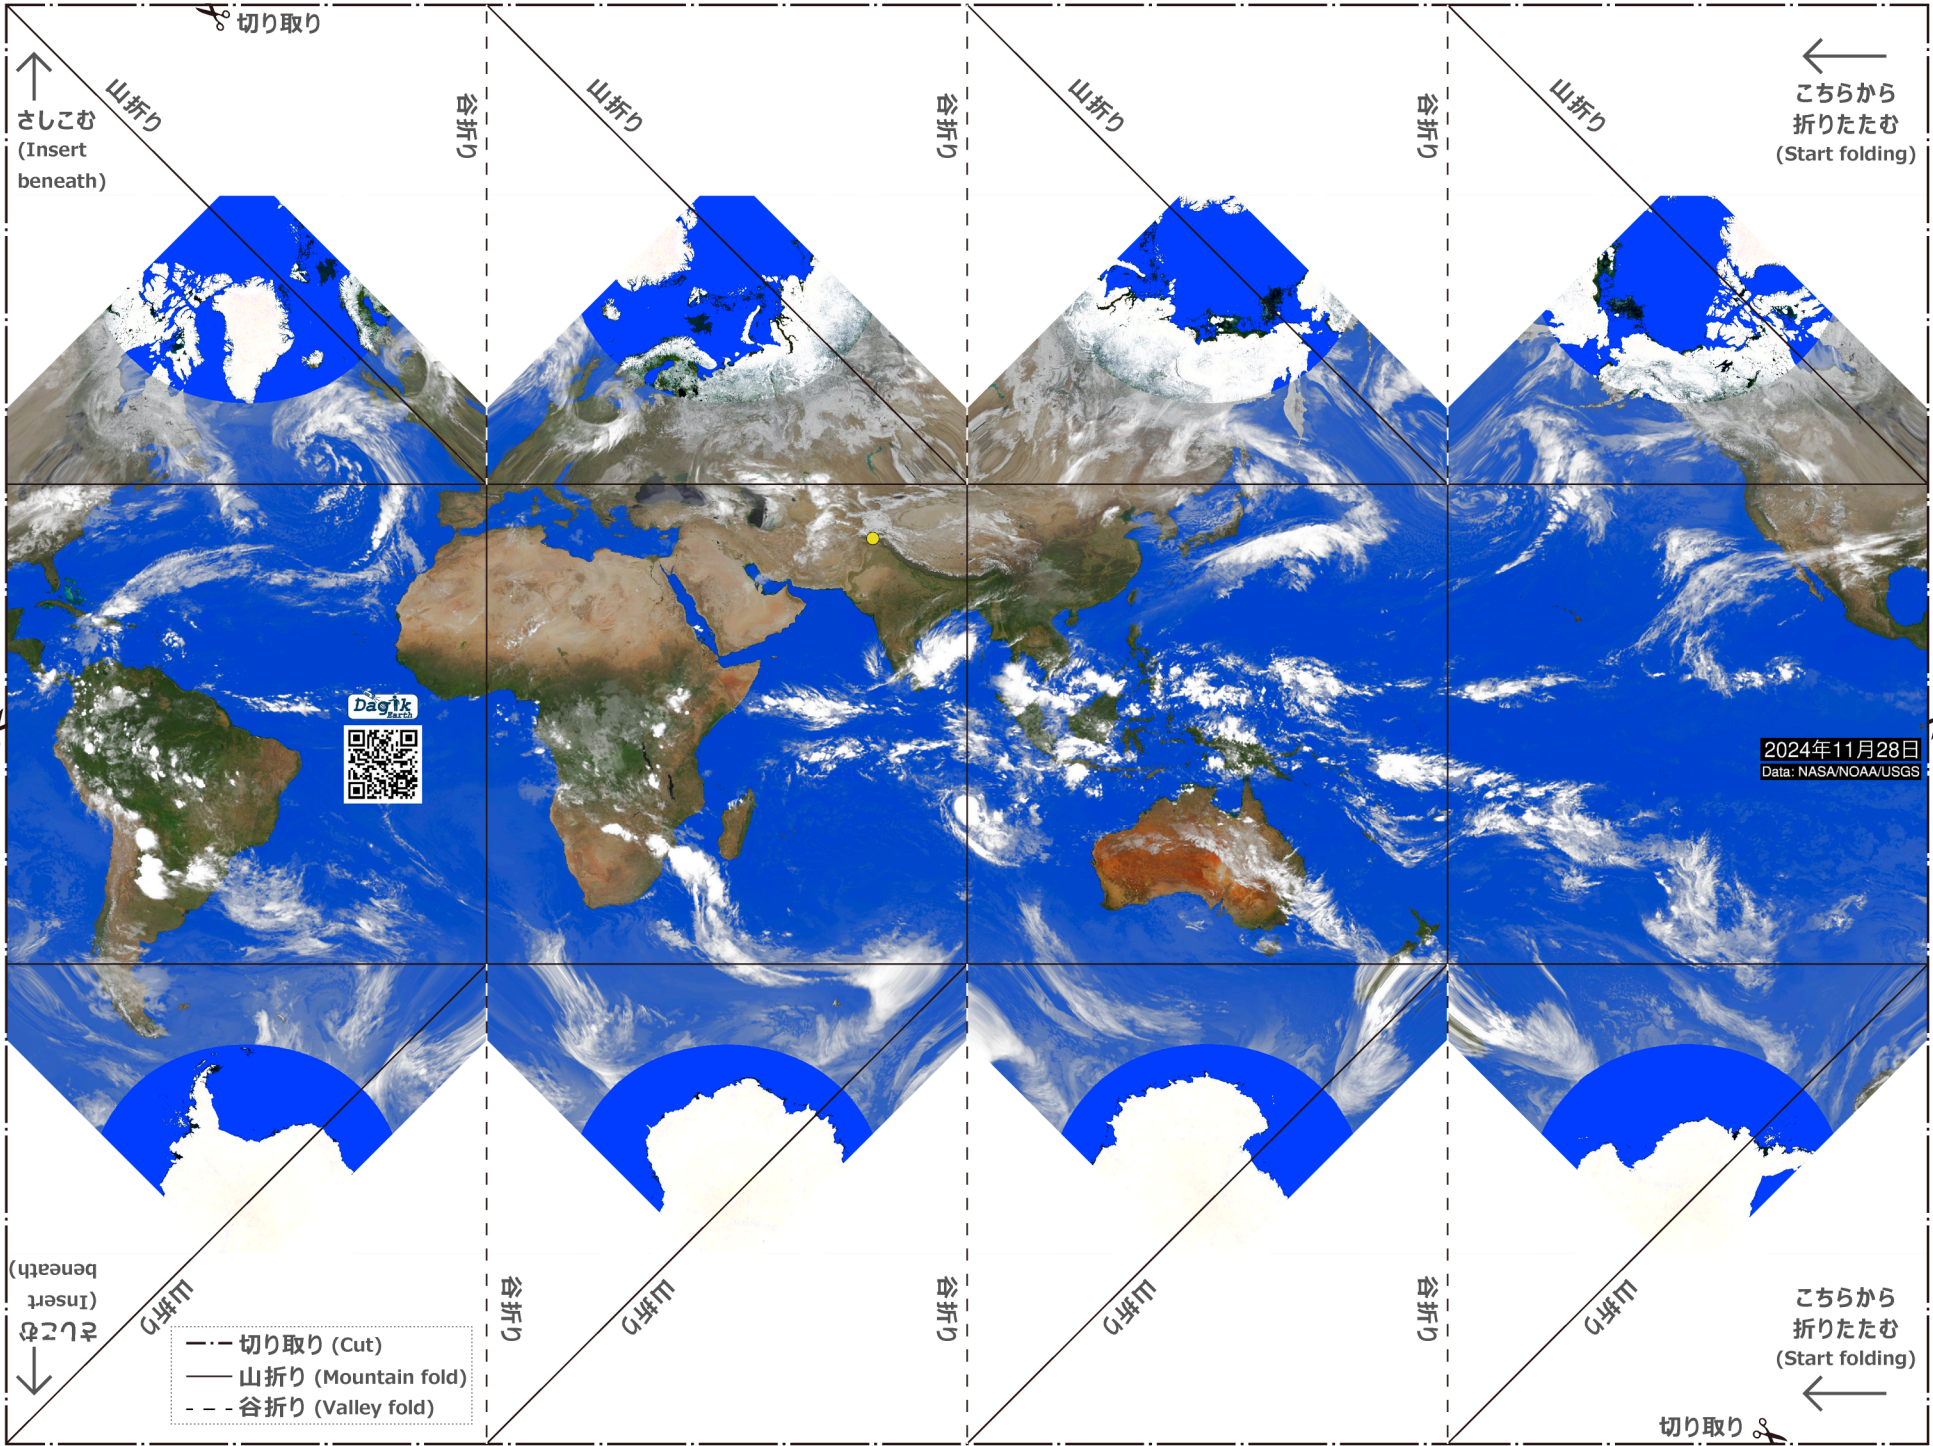 切り取り
さしこむ
(Insert
beneath)
山折り
谷折り
山折り
谷折り
山折り
谷折り
山折り
こちらから
折りたたむ
(Start folding)
Dagik
Earth
2024年11月28日
Data: NASA/NOAA/USGS
さしこむ
(Insert
beneath)
山折り
谷折り
山折り
谷折り
山折り
谷折り
山折り
こちらから
折りたたむ
(Start folding)
切り取り (Cut)
山折り (Mountain fold)
谷折り (Valley fold)
切り取り